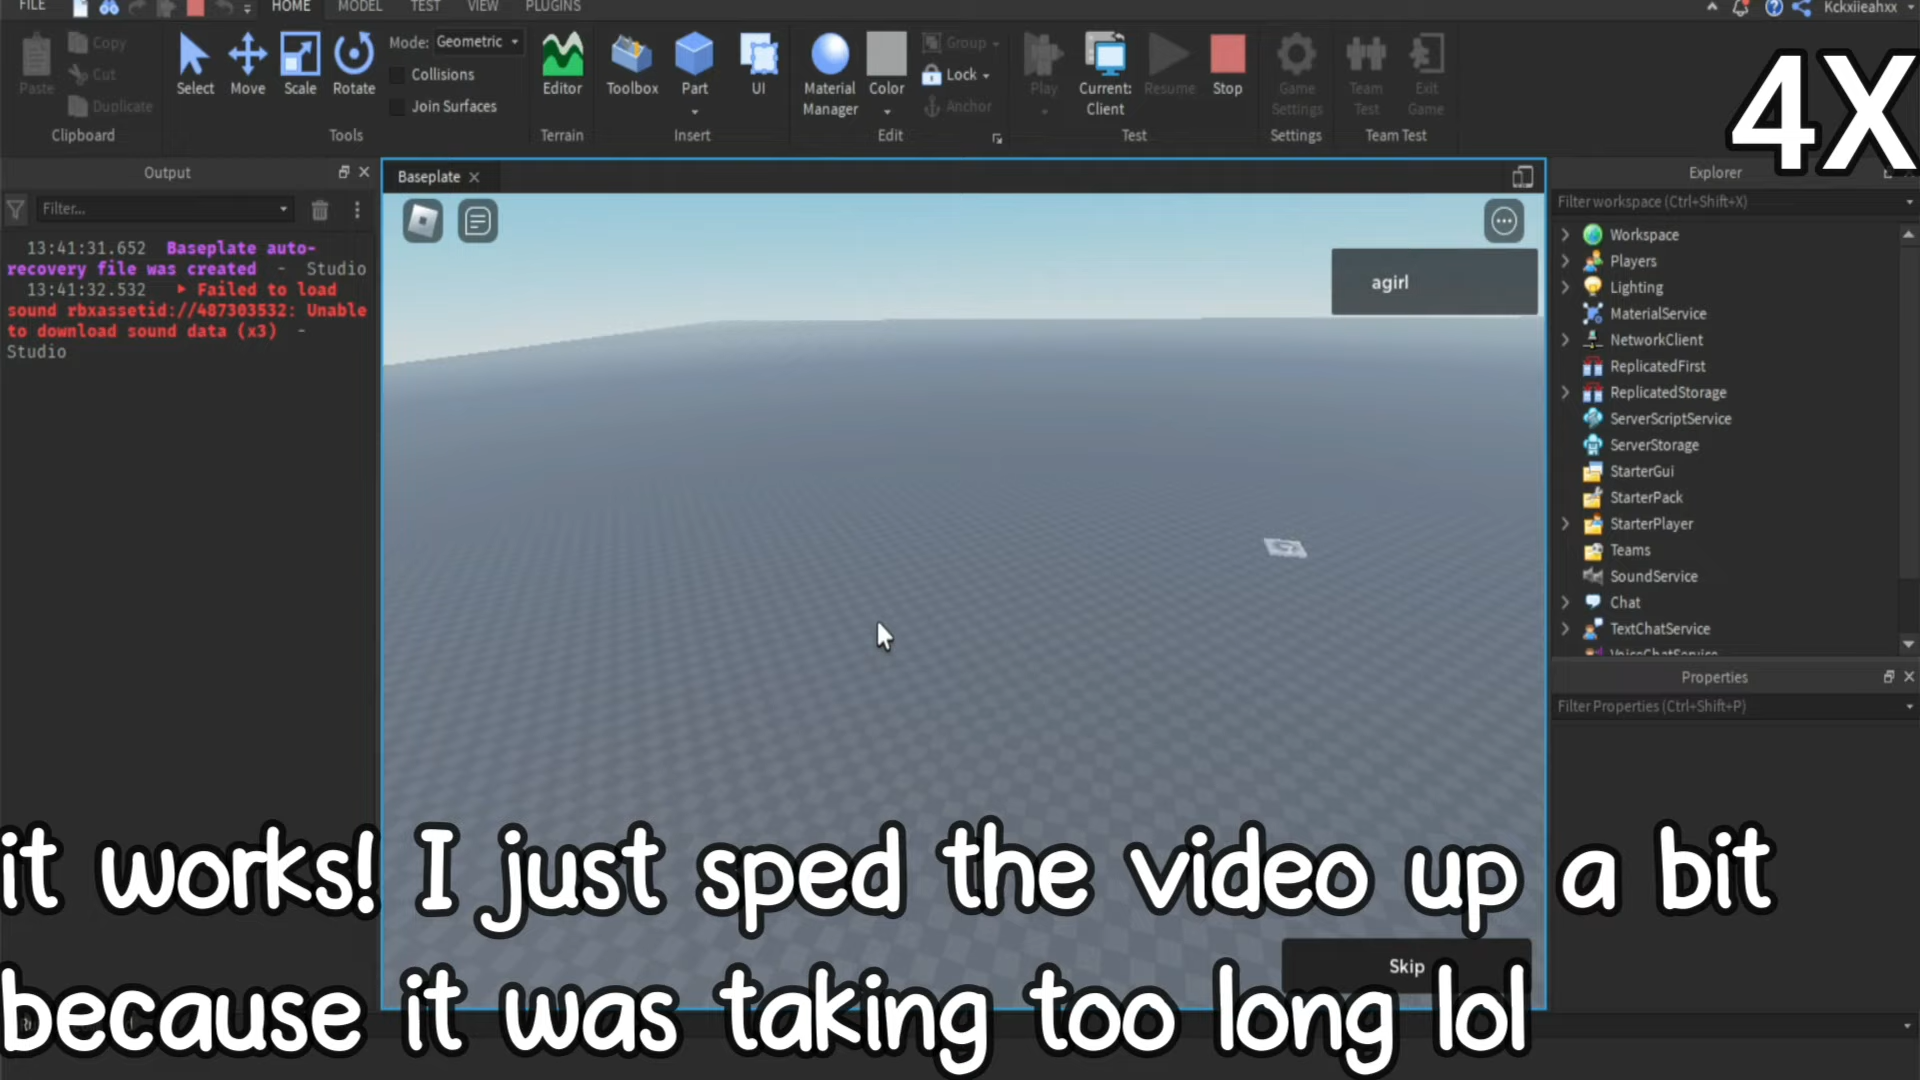 FILE HOME MODEL TEST VIEW PLUGINS Kckxiieahxx
Paste Copy Cut Duplicate
Clipboard
Select Move Scale Rotate
Mode: Geometric
Collisions
Join Surfaces
Tools
Editor
Terrain
Toolbox Part UI
Insert
Material Manager Color
Group
Lock
Anchor
Edit
Play Current: Client Resume Stop
Test
Game Settings
Settings
Team Test Exit Game
Team Test
4X
Output
Filter...
13:41:31.652 Baseplate auto-
recovery file was created - Studio
13:41:32.532 Failed to load
sound rbxassetid://487303532: Unable
to download sound data (x3) -
Studio
Baseplate
agirl
Skip
Explorer
Filter workspace (Ctrl+Shift+X)
Workspace
Players
Lighting
MaterialService
NetworkClient
ReplicatedFirst
ReplicatedStorage
ServerScriptService
ServerStorage
StarterGui
StarterPack
StarterPlayer
Teams
SoundService
Chat
TextChatService
VoiceChatService
Properties
Filter Properties (Ctrl+Shift+P)
it works! I just sped the video up a bit
because it was taking too long lol